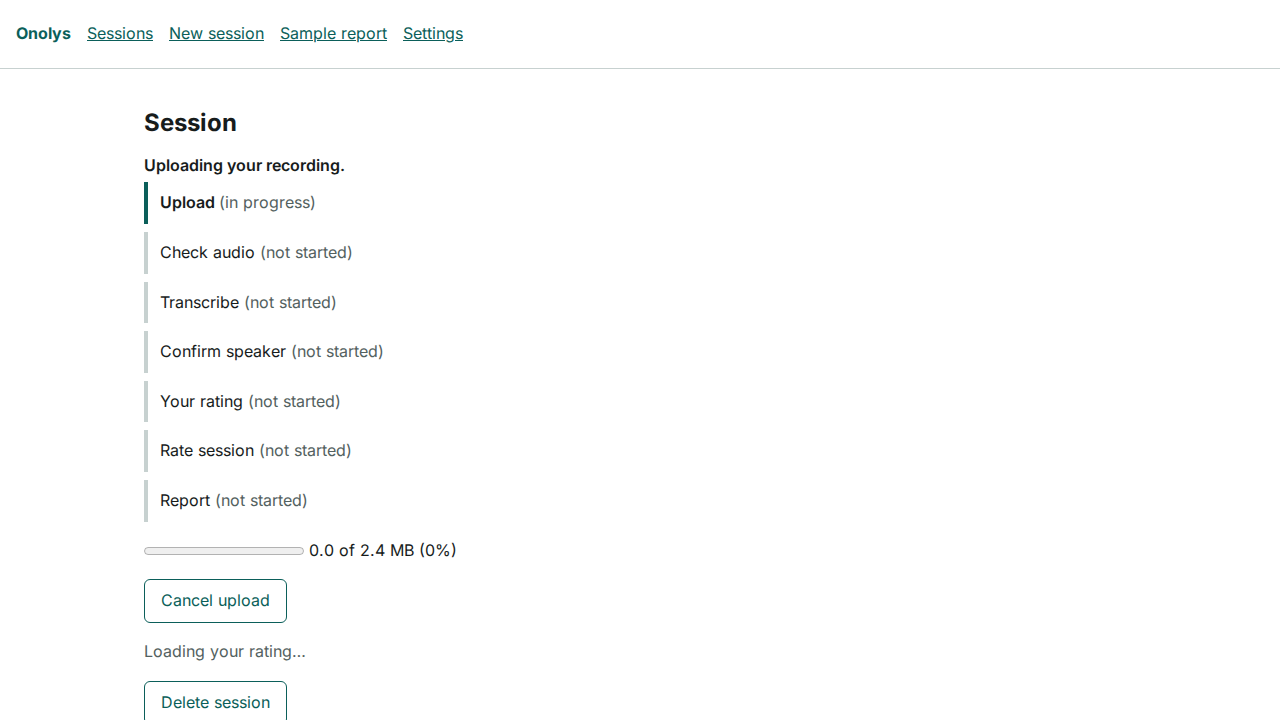 Onolys Sessions New session Sample report Settings
Session
Uploading your recording.
Upload (in progress)
Check audio (not started)
Transcribe (not started)
Confirm speaker (not started)
Your rating (not started)
Rate session (not started)
Report (not started)
0.0 of 2.4 MB (0%)
Cancel upload
Loading your rating...
Delete session